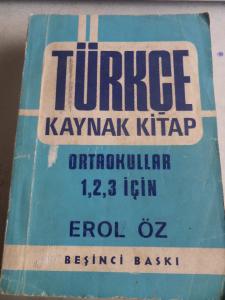 TÜRKÇE
KAYNAK KİTAP
ORTAOKULLAR
1,2,3 İÇİN
EROL ÖZ
BEŞİNCİ BASKI